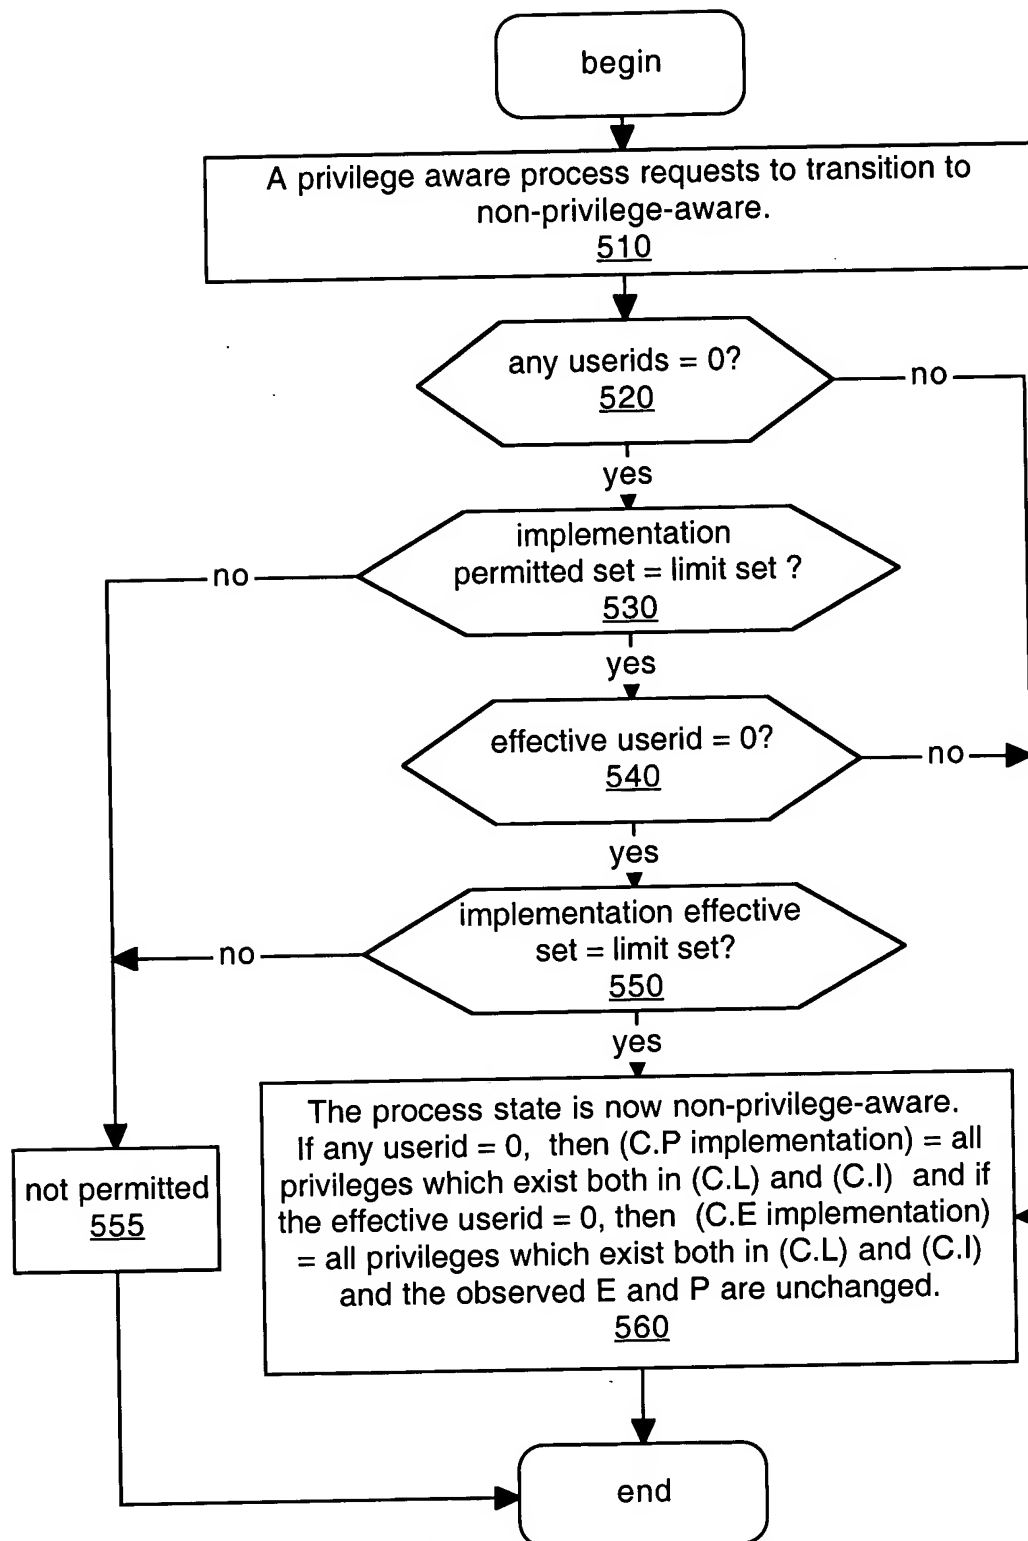 begin
A privilege aware process requests to transition to
non-privilege-aware.
510
any userids = 0?
520
no
yes
implementation
permitted set = limit set ?
530
no
yes
effective userid = 0?
540
no
yes
implementation effective
set = limit set?
550
no
yes
The process state is now non-privilege-aware.
If any userid = 0, then (C.P implementation) = all
privileges which exist both in (C.L) and (C.I) and if
the effective userid = 0, then (C.E implementation)
= all privileges which exist both in (C.L) and (C.I)
and the observed E and P are unchanged.
560
not permitted
555
end